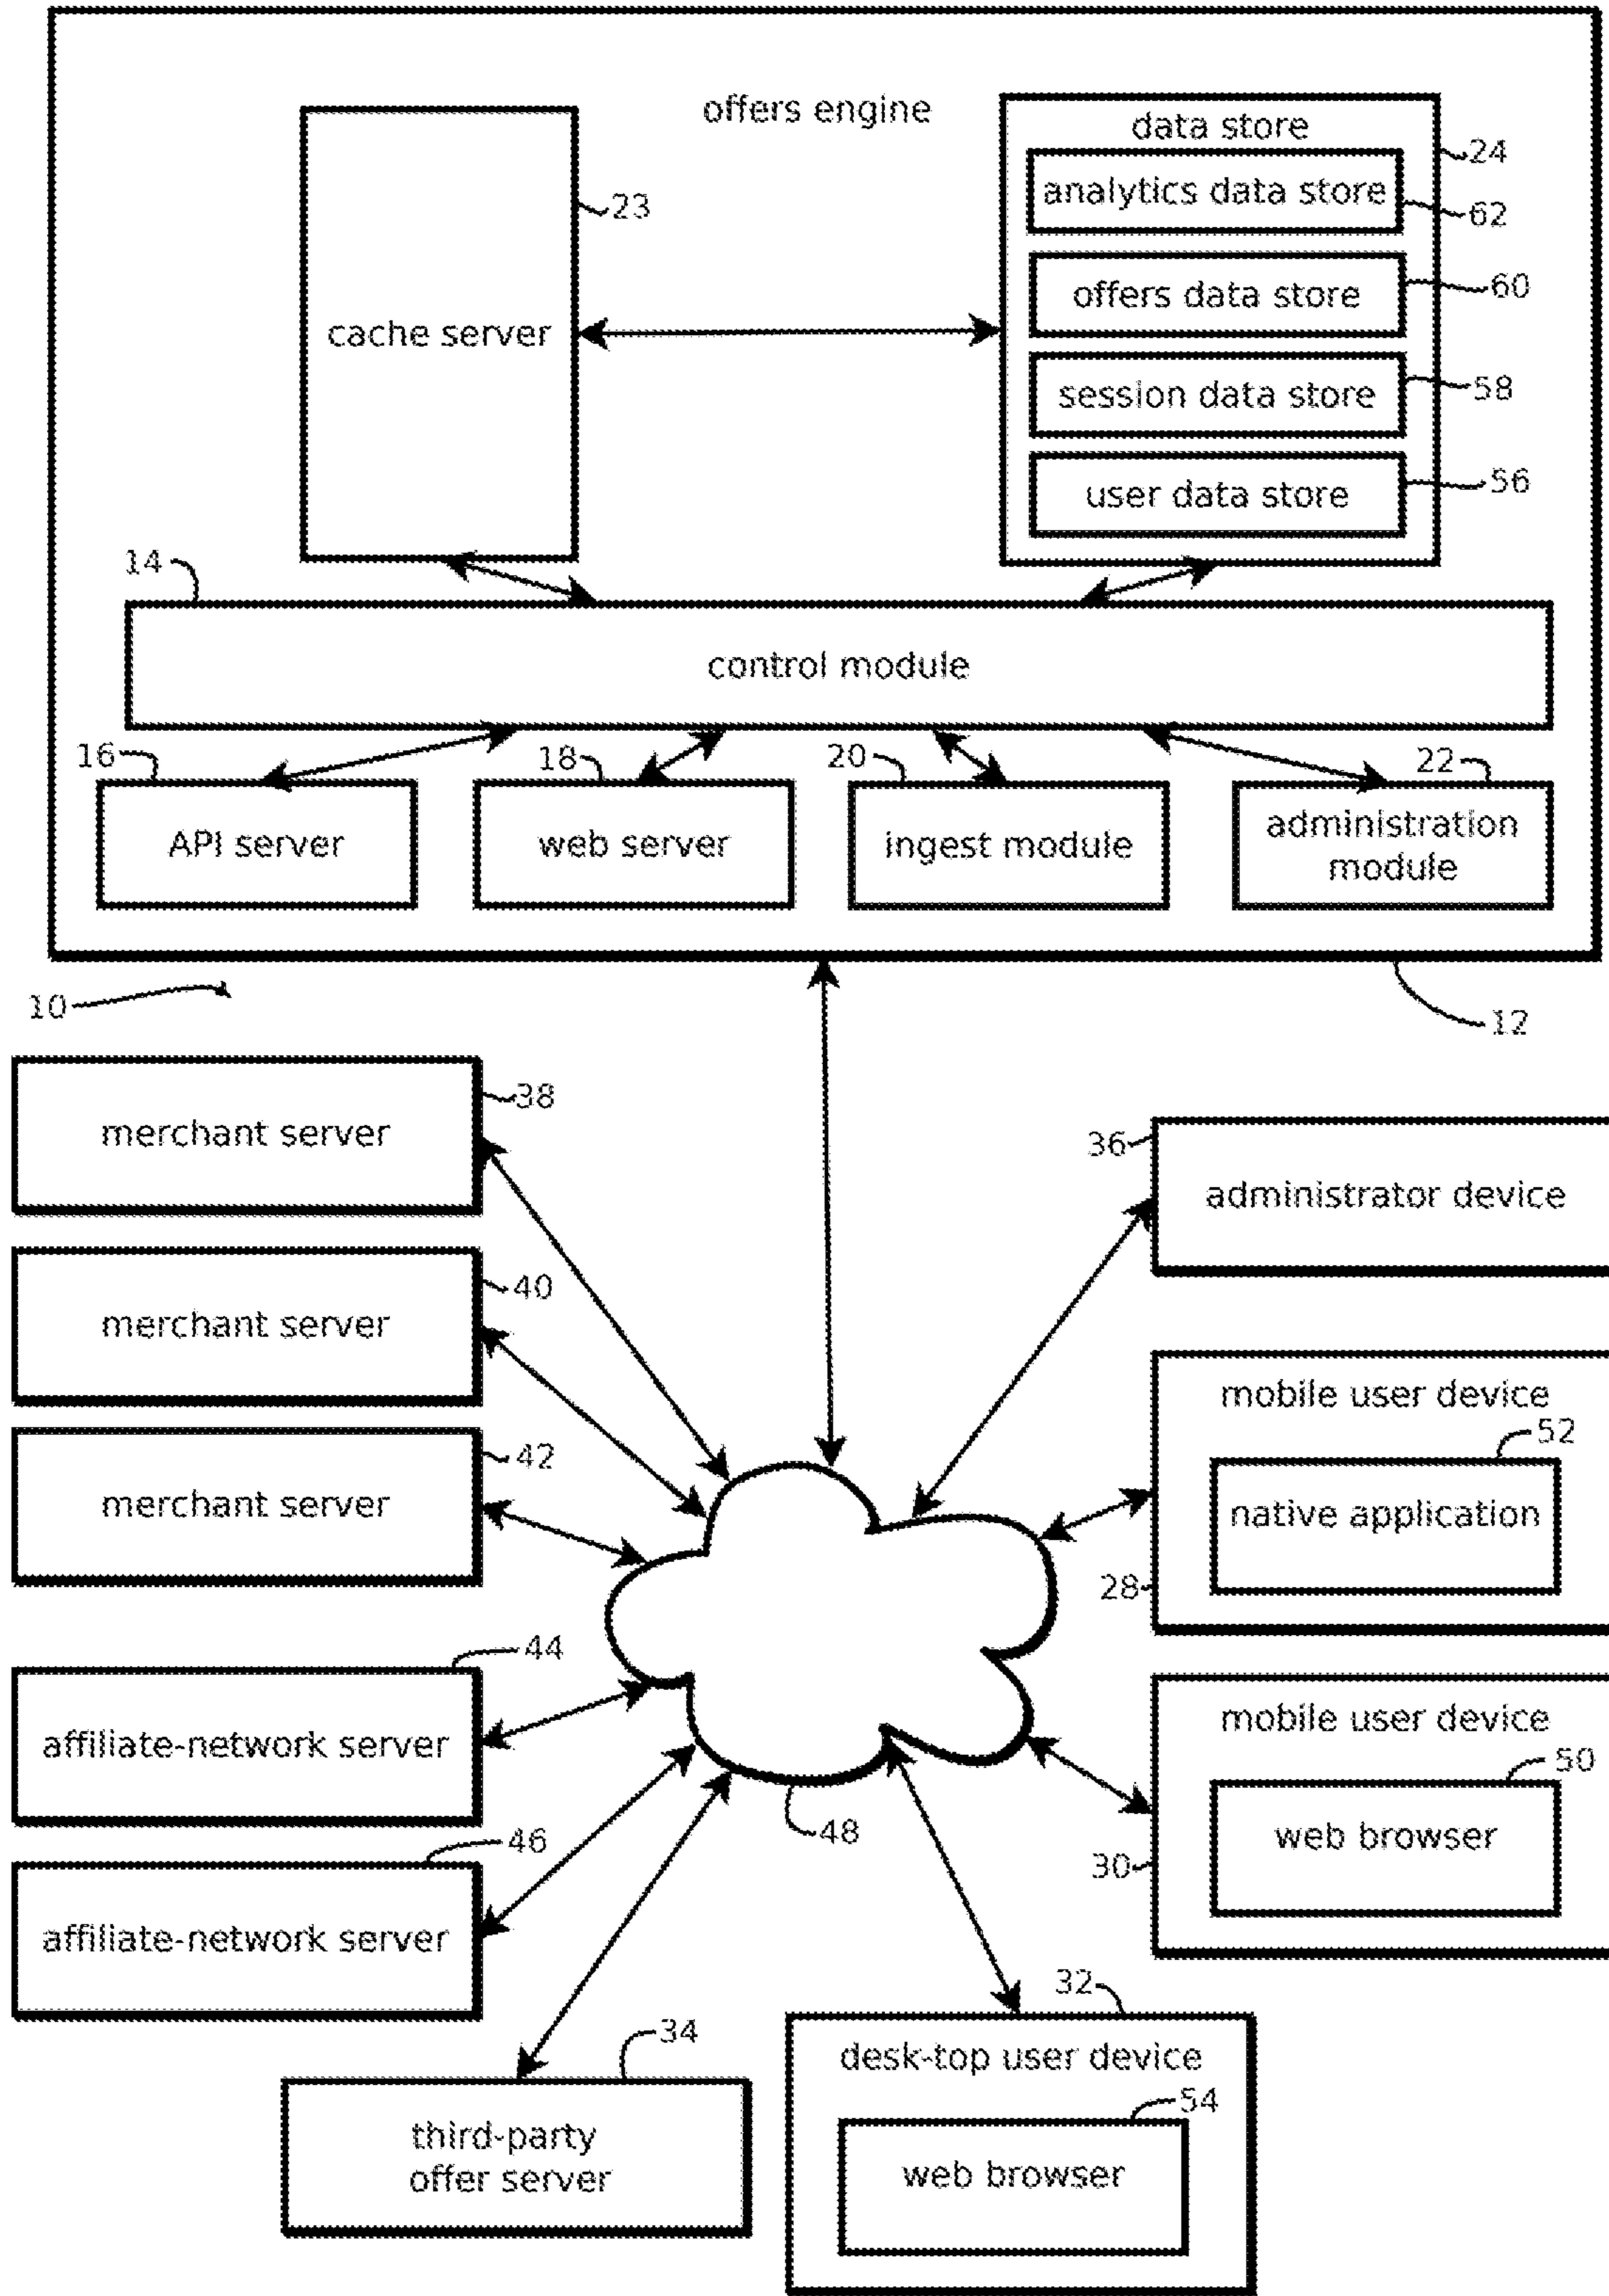 offers engine
data store
24
analytics data store
62
23
offers data store
60
cache server
session data store
58
user data store
56
14
control module
16
18
20
22
API server
web server
ingest module
administration
module
10
12
38
merchant server
36
administrator device
40
merchant server
mobile user device
52
42
merchant server
native application
28
44
mobile user device
affiliate-network server
50
48
web browser
46
30
affiliate-network server
32
34
desk-top user device
54
third-party
offer server
web browser